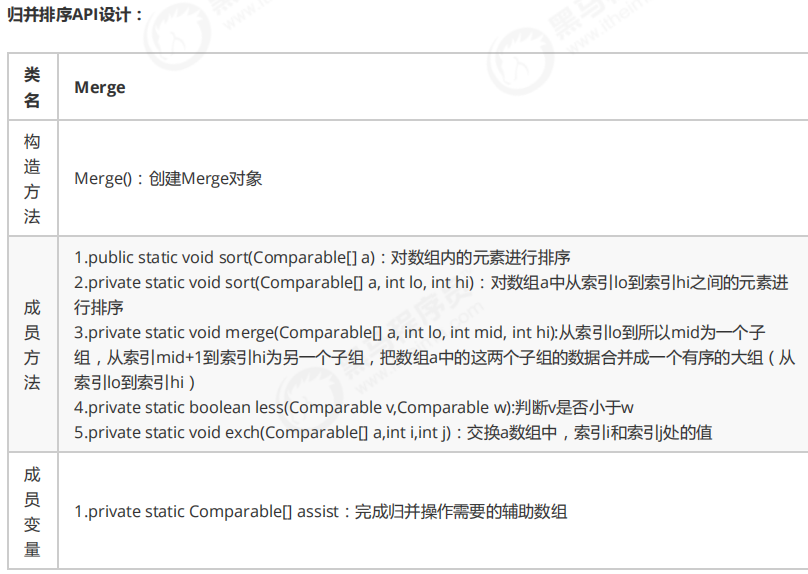 归并排序API设计：
类
名
Merge
构
造
方
法
Merge()：创建Merge对象
成
员
方
法
1.public static void sort(Comparable[] a)：对数组内的元素进行排序
2.private static void sort(Comparable[] a, int lo, int hi)：对数组a中从索引lo到索引hi之间的元素进
行排序
3.private static void merge(Comparable[] a, int lo, int mid, int hi):从索引lo到所以mid为一个子
组，从索引mid+1到索引hi为另一个子组，把数组a中的这两个子组的数据合并成一个有序的大组（从
索引lo到索引hi）
4.private static boolean less(Comparable v,Comparable w):判断v是否小于w
5.private static void exch(Comparable[] a,int i,int j)：交换a数组中，索引i和索引j处的值
成
员
变
量
1.private static Comparable[] assist：完成归并操作需要的辅助数组